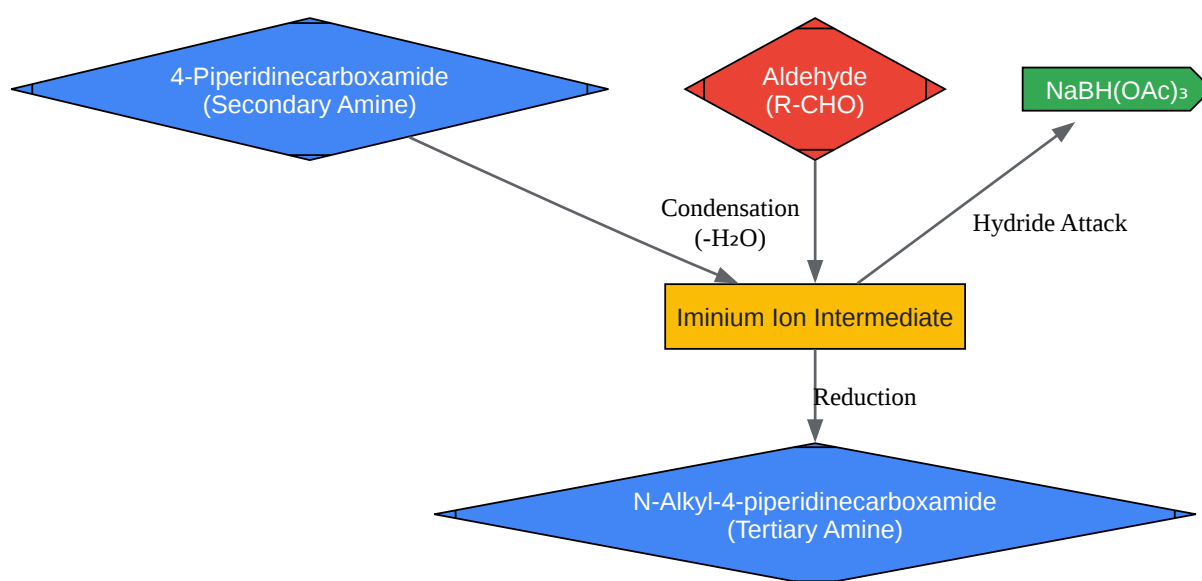 4-Piperidinecarboxamide
(Secondary Amine)
Aldehyde
(R-CHO)
NaBH(OAc)₃
Condensation
(-H₂O)
Hydride Attack
Iminium Ion Intermediate
Reduction
N-Alkyl-4-piperidinecarboxamide
(Tertiary Amine)